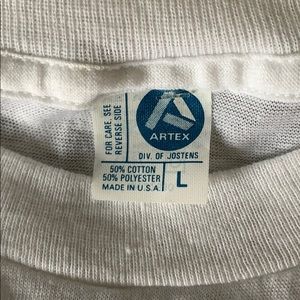 FOR CARE, SEE
REVERSE SIDE
ARTEX
DIV. OF JOSTENS
50% COTTON
50% POLYESTER
MADE IN U.S.A.
L